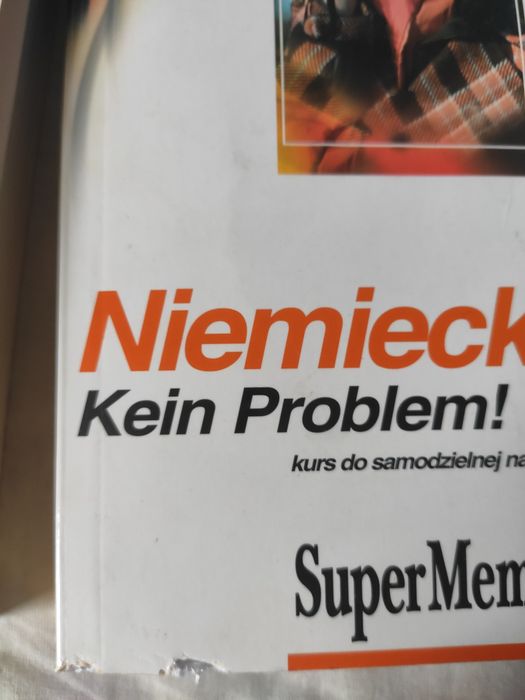 Niemieck
Kein Problem!
kurs do samodzielnej na
SuperMem